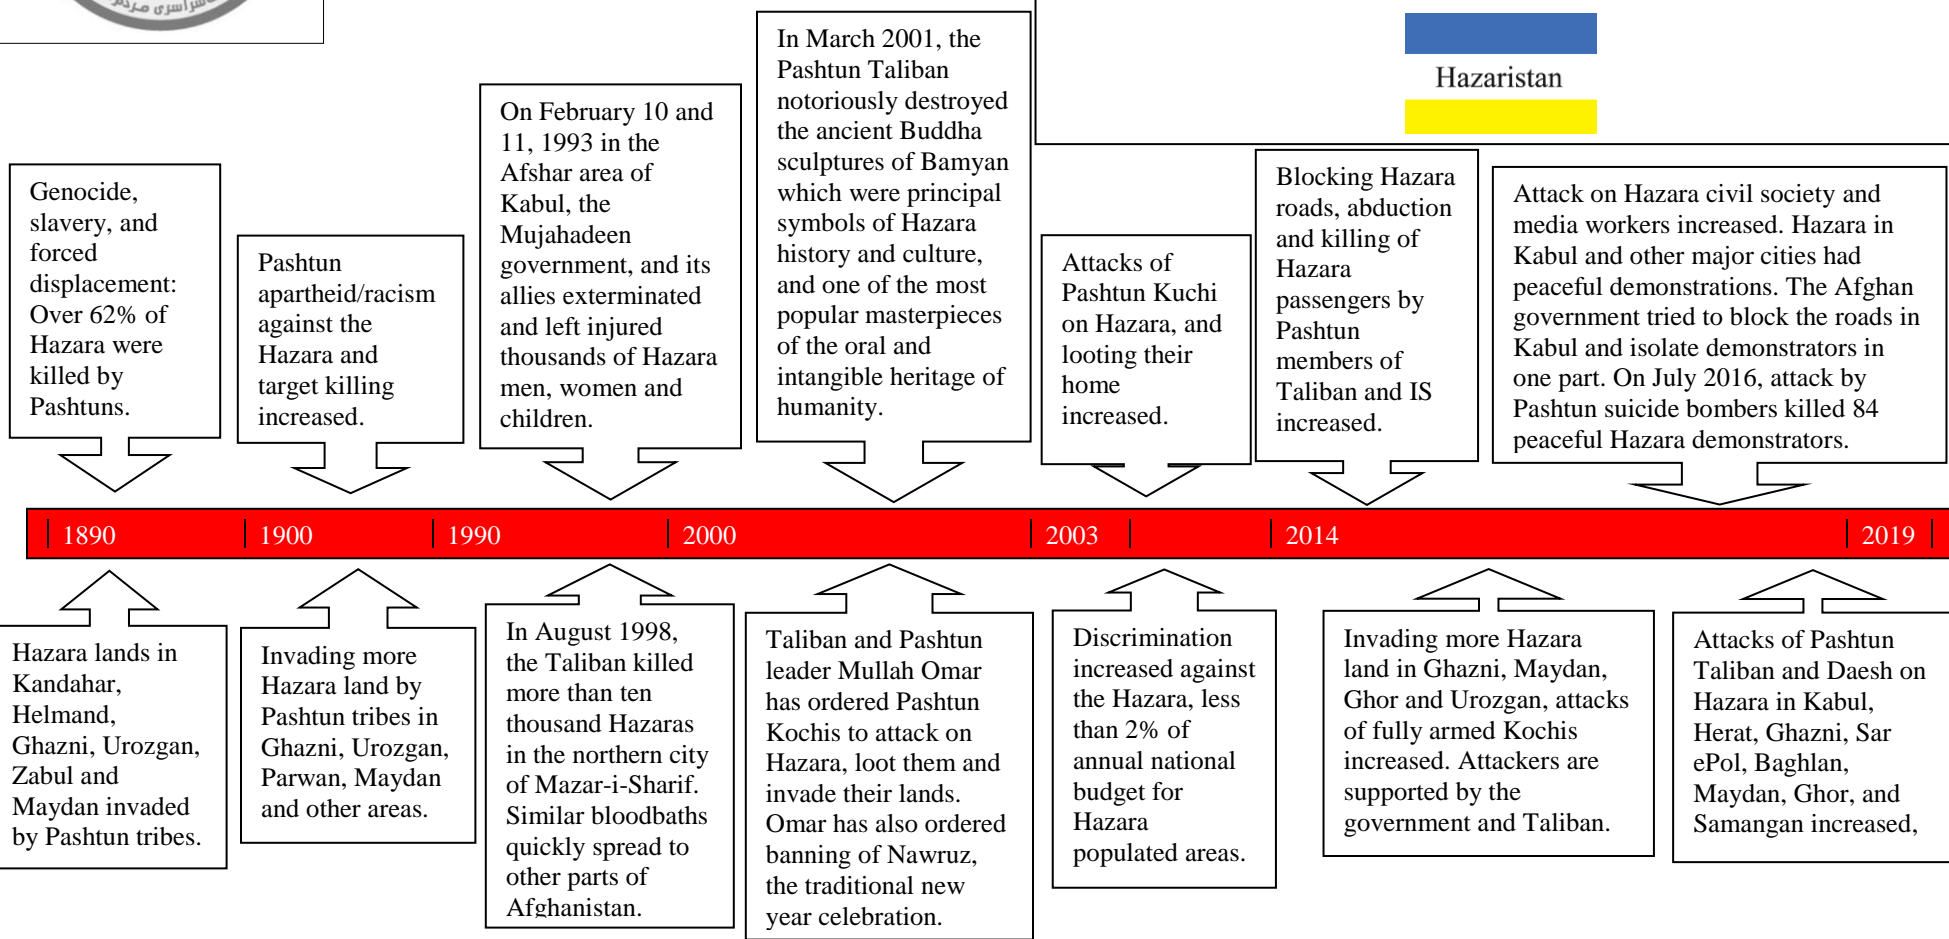 سراسری مردم
Hazaristan
Genocide,
slavery, and
forced
displacement:
Over 62% of
Hazara were
killed by
Pashtuns.
Pashtun
apartheid/racism
against the
Hazara and
target killing
increased.
On February 10 and
11, 1993 in the
Afshar area of
Kabul, the
Mujahadeen
government, and its
allies exterminated
and left injured
thousands of Hazara
men, women and
children.
In March 2001, the
Pashtun Taliban
notoriously destroyed
the ancient Buddha
sculptures of Bamyan
which were principal
symbols of Hazara
history and culture,
and one of the most
popular masterpieces
of the oral and
intangible heritage of
humanity.
Attacks of
Pashtun Kuchi
on Hazara, and
looting their
home
increased.
Blocking Hazara
roads, abduction
and killing of
Hazara
passengers by
Pashtun
members of
Taliban and IS
increased.
Attack on Hazara civil society and
media workers increased. Hazara in
Kabul and other major cities had
peaceful demonstrations. The Afghan
government tried to block the roads in
Kabul and isolate demonstrators in
one part. On July 2016, attack by
Pashtun suicide bombers killed 84
peaceful Hazara demonstrators.
1890 1900 1990 2000 2003 2014 2019
Hazara lands in
Kandahar,
Helmand,
Ghazni, Urozgan,
Zabul and
Maydan invaded
by Pashtun tribes.
Invading more
Hazara land by
Pashtun tribes in
Ghazni, Urozgan,
Parwan, Maydan
and other areas.
In August 1998,
the Taliban killed
more than ten
thousand Hazaras
in the northern city
of Mazar-i-Sharif.
Similar bloodbaths
quickly spread to
other parts of
Afghanistan.
Taliban and Pashtun
leader Mullah Omar
has ordered Pashtun
Kochis to attack on
Hazara, loot them and
invade their lands.
Omar has also ordered
banning of Nawruz,
the traditional new
year celebration.
Discrimination
increased against
the Hazara, less
than 2% of
annual national
budget for
Hazara
populated areas.
Invading more Hazara
land in Ghazni, Maydan,
Ghor and Urozgan, attacks
of fully armed Kochis
increased. Attackers are
supported by the
government and Taliban.
Attacks of Pashtun
Taliban and Daesh on
Hazara in Kabul,
Herat, Ghazni, Sar
ePol, Baghlan,
Maydan, Ghor, and
Samangan increased,